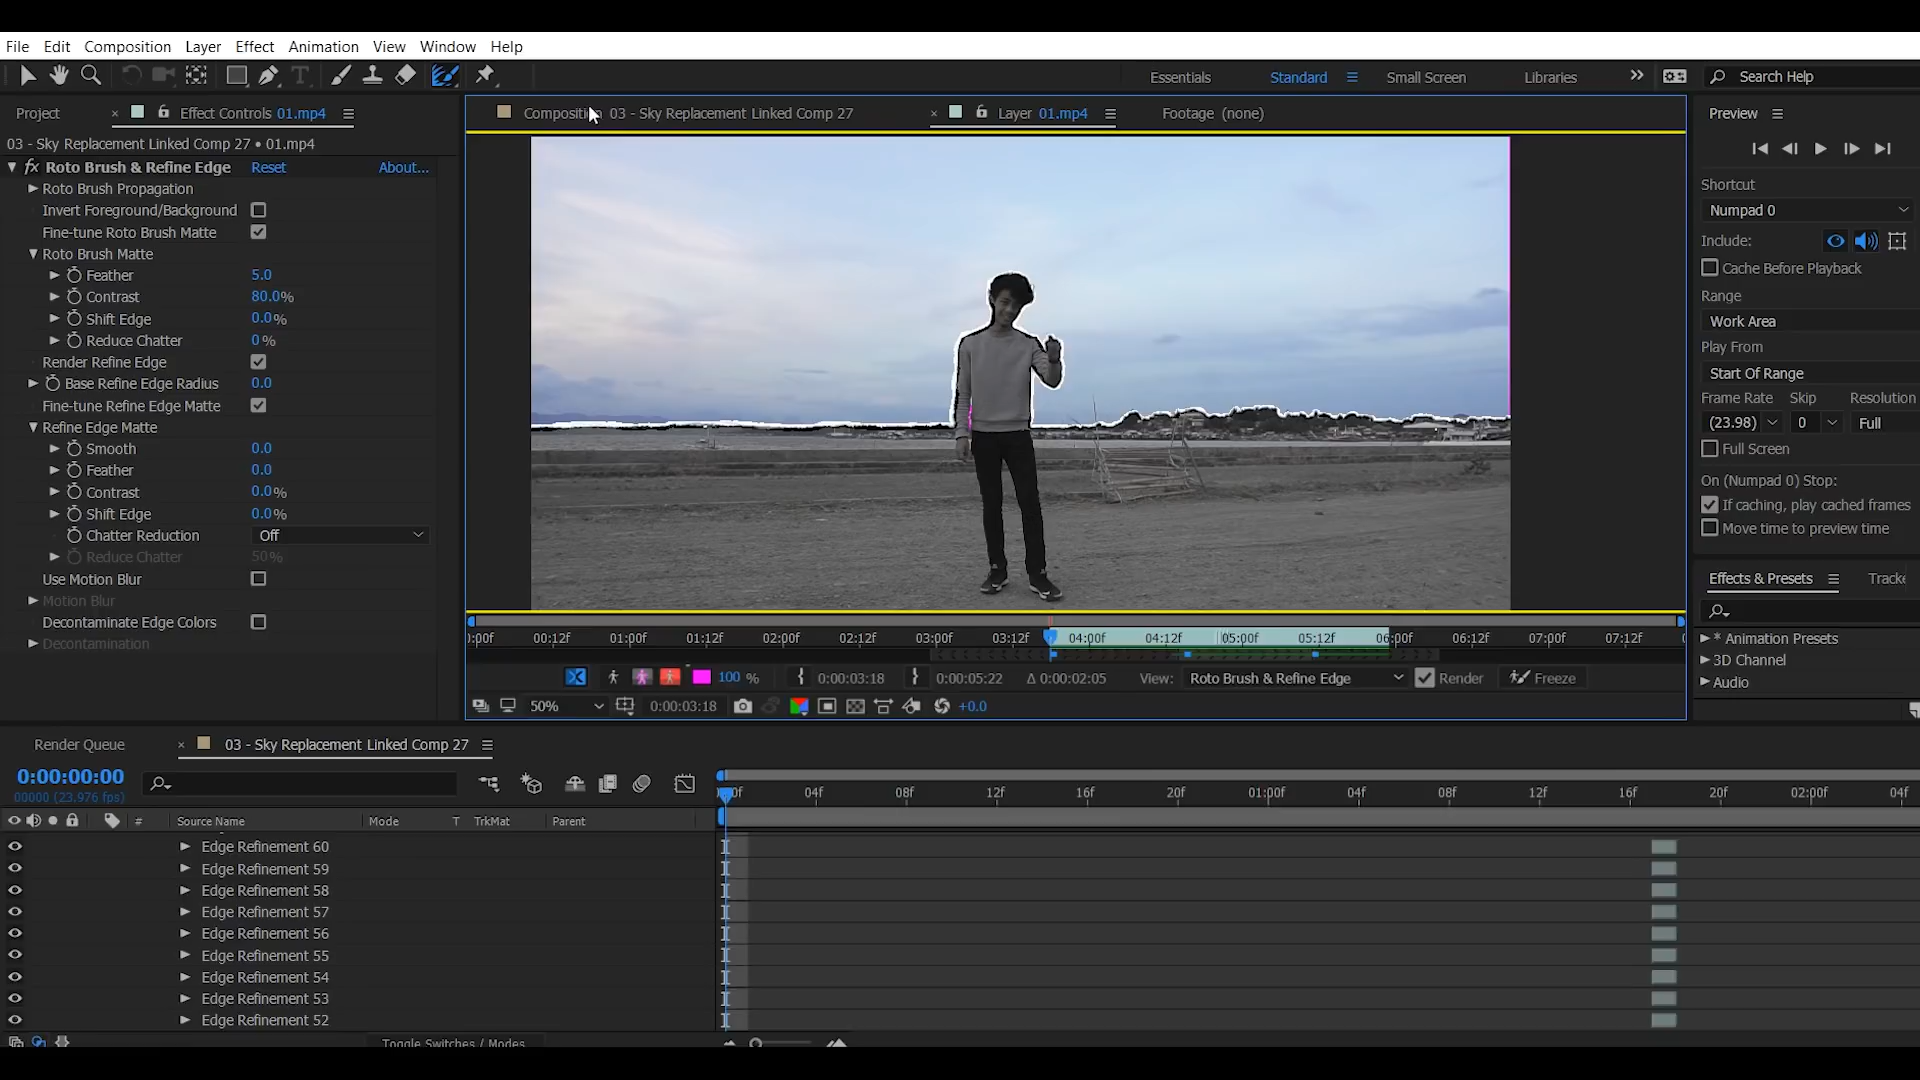 File Edit Composition Layer Effect Animation View Window Help
Essentials Standard Small Screen Libraries Search Help
Project Effect Controls 01.mp4
Composition 03 - Sky Replacement Linked Comp 27 Layer 01.mp4 Footage (none)
Preview
03 - Sky Replacement Linked Comp 27 • 01.mp4
fx Roto Brush & Refine Edge Reset About...
Roto Brush Propagation
Invert Foreground/Background
Fine-tune Roto Brush Matte
Roto Brush Matte
Feather 5.0
Contrast 80.0%
Shift Edge 0.0%
Reduce Chatter 0%
Render Refine Edge
Base Refine Edge Radius 0.0
Fine-tune Refine Edge Matte
Refine Edge Matte
Smooth 0.0
Feather 0.0
Contrast 0.0%
Shift Edge 0.0%
Chatter Reduction Off
Reduce Chatter 50%
Use Motion Blur
Motion Blur
Decontaminate Edge Colors
Decontamination
Shortcut
Numpad 0
Include:
Cache Before Playback
Range
Work Area
Play From
Start Of Range
Frame Rate Skip Resolution
(23.98) 0 Full
Full Screen
On (Numpad 0) Stop:
If caching, play cached frames
Move time to preview time
Effects & Presets Tracke
* Animation Presets
3D Channel
Audio
:00f 00:12f 01:00f 01:12f 02:00f 02:12f 03:00f 03:12f 04:00f 04:12f 05:00f 05:12f 06:00f 06:12f 07:00f 07:12f
100 % 0:00:03:18 0:00:05:22 Δ 0:00:02:05 View: Roto Brush & Refine Edge Render Freeze
50% 0:00:03:18 +0.0
Render Queue 03 - Sky Replacement Linked Comp 27
0:00:00:00
00000 (23.976 fps)
00f 04f 08f 12f 16f 20f 01:00f 04f 08f 12f 16f 20f 02:00f 04f
# Source Name Mode T TrkMat Parent
Edge Refinement 60
Edge Refinement 59
Edge Refinement 58
Edge Refinement 57
Edge Refinement 56
Edge Refinement 55
Edge Refinement 54
Edge Refinement 53
Edge Refinement 52
Toggle Switches / Modes